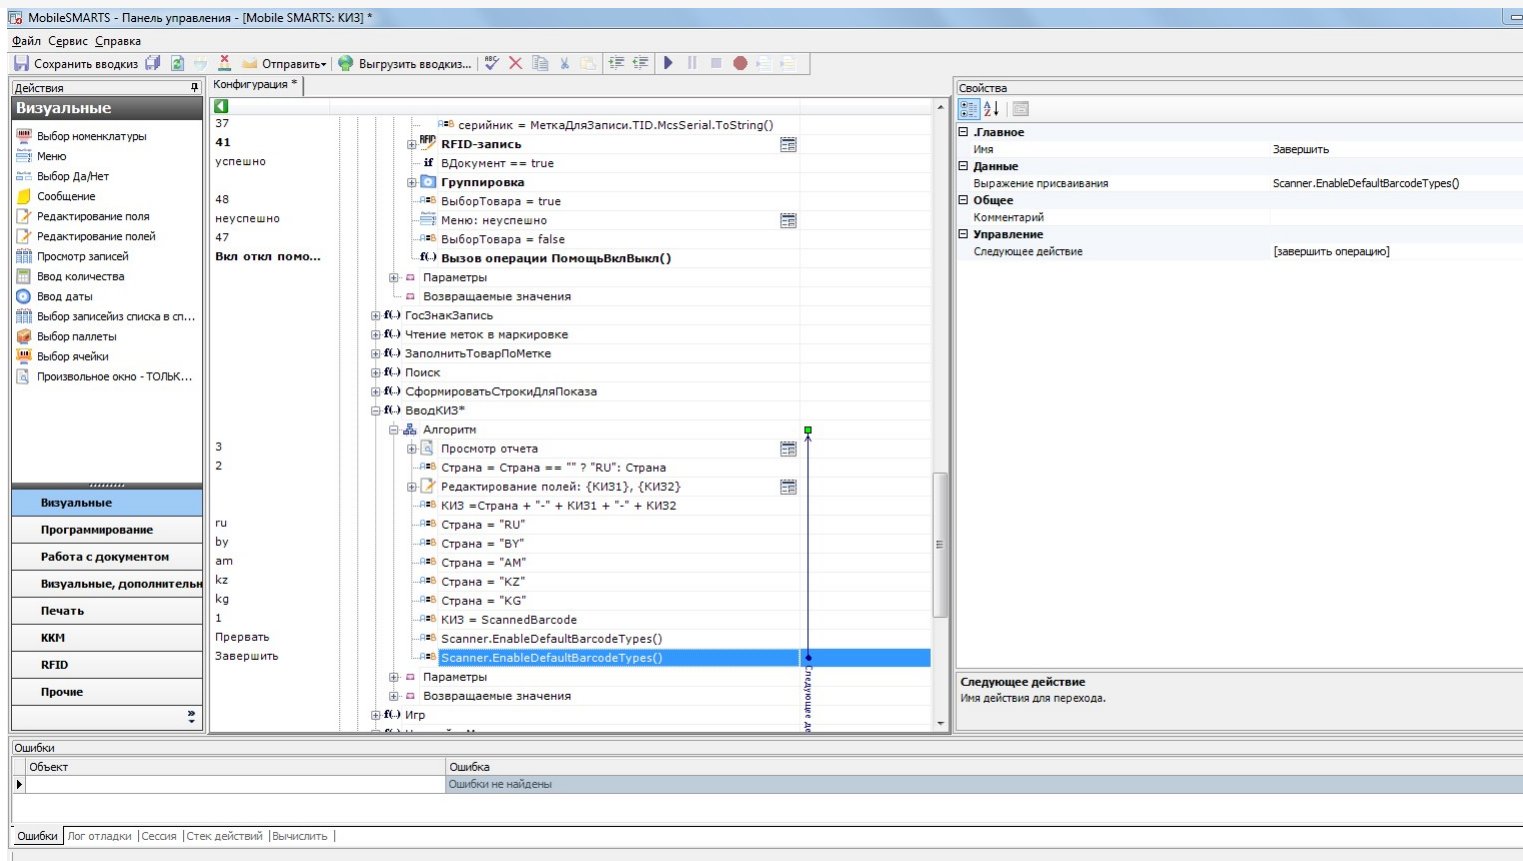 MobileSMARTS - Панель управления - [Mobile SMARTS: КИЗ] *
Файл Сервис Справка
Сохранить вводкиз Отправить Выгрузить вводкиз...
Действия
Визуальные
Выбор номенклатуры
Меню
Выбор Да/Нет
Сообщение
Редактирование поля
Редактирование полей
Просмотр записей
Ввод количества
Ввод даты
Выбор записейиз списка в сп...
Выбор паллеты
Выбор ячейки
Произвольное окно - ТОЛЬК...
Визуальные
Программирование
Работа с документом
Визуальные, дополнительн
Печать
ККМ
RFID
Прочие
Конфигурация *
37 A=B серийник = МеткаДляЗаписи.TID.McsSerial.ToString()
41 RFID RFID-запись
успешно if ВДокумент == true
Группировка
48 A=B ВыборТовара = true
неуспешно Меню: неуспешно
47 A=B ВыборТовара = false
Вкл откл помо... f(..) Вызов операции ПомощьВклВыкл()
Параметры
Возвращаемые значения
f(..) ГосЗнакЗапись
f(..) Чтение меток в маркировке
f(..) ЗаполнитьТоварПоМетке
f(..) Поиск
f(..) СформироватьСтрокиДляПоказа
f(..) ВводКИЗ*
Алгоритм
3 Просмотр отчета
2 A=B Страна = Страна == "" ? "RU": Страна
Редактирование полей: {КИЗ1}, {КИЗ2}
A=B КИЗ =Страна + "-" + КИЗ1 + "-" + КИЗ2
ru A=B Страна = "RU"
by A=B Страна = "BY"
am A=B Страна = "AM"
kz A=B Страна = "KZ"
kg A=B Страна = "KG"
1 A=B КИЗ = ScannedBarcode
Прервать A=B Scanner.EnableDefaultBarcodeTypes()
Завершить A=B Scanner.EnableDefaultBarcodeTypes()
Параметры
Возвращаемые значения
f(..) Игр
Следующее де
Свойства
.Главное
Имя Завершить
Данные
Выражение присваивания Scanner.EnableDefaultBarcodeTypes()
Общее
Комментарий
Управление
Следующее действие [завершить операцию]
Следующее действие
Имя действия для перехода.
Ошибки
Объект Ошибка
Ошибки не найдены
Ошибки Лог отладки Сессия Стек действий Вычислить